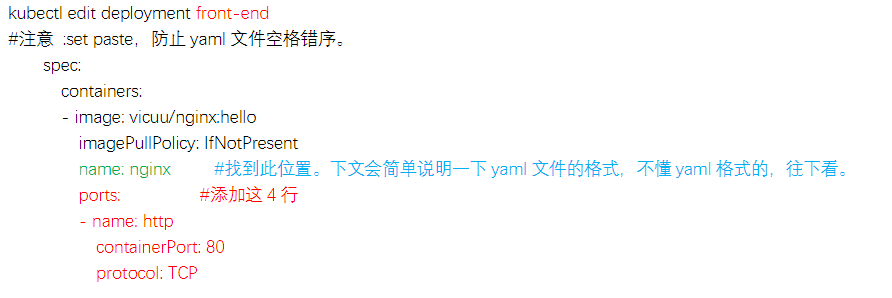 kubectl edit deployment front-end
#注意 :set paste，防止 yaml 文件空格错序。
spec:
containers:
- image: vicuu/nginx:hello
imagePullPolicy: IfNotPresent
name: nginx #找到此位置。下文会简单说明一下 yaml 文件的格式，不懂 yaml 格式的，往下看。
ports: #添加这 4 行
- name: http
containerPort: 80
protocol: TCP